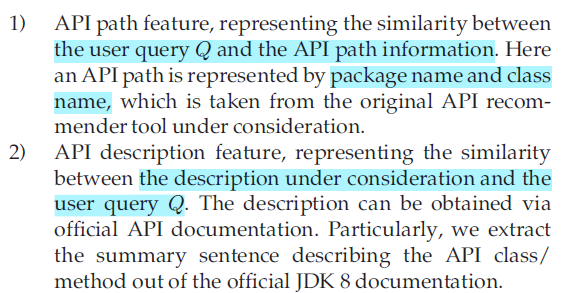 1) API path feature, representing the similarity between
the user query Q and the API path information. Here
an API path is represented by package name and class
name, which is taken from the original API recom-
mender tool under consideration.
2) API description feature, representing the similarity
between the description under consideration and the
user query Q. The description can be obtained via
official API documentation. Particularly, we extract
the summary sentence describing the API class/
method out of the official JDK 8 documentation.